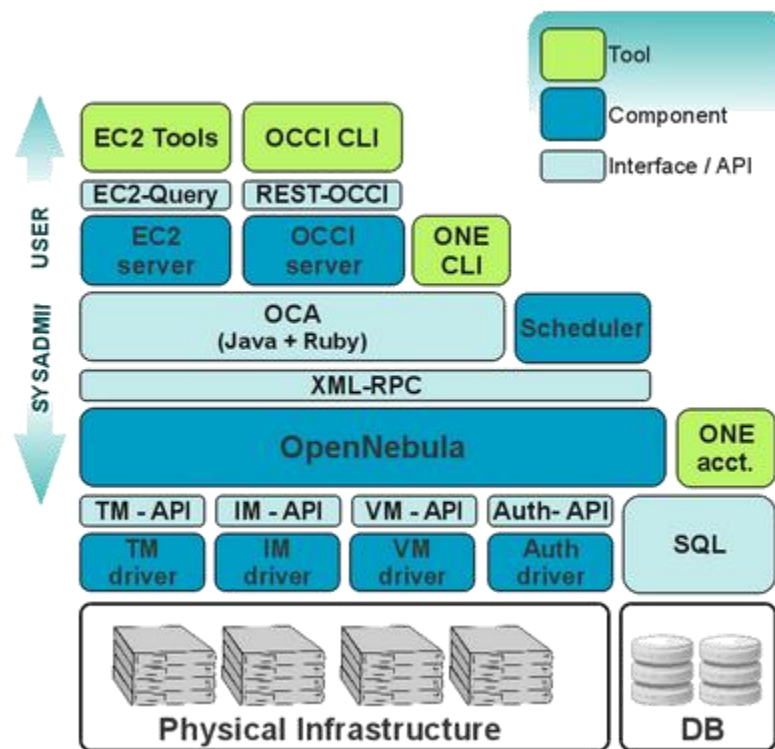 Tool
Component
Interface / API
EC2 Tools
OCCI CLI
EC2-Query
REST-OCCI
EC2
server
OCCI
server
ONE
CLI
USER
SYSADMII
OCA
(Java + Ruby)
Scheduler
XML-RPC
OpenNebula
ONE
acct.
TM - API
IM - API
VM - API
Auth- API
SQL
TM
driver
IM
driver
VM
driver
Auth
driver
Physical Infrastructure
DB